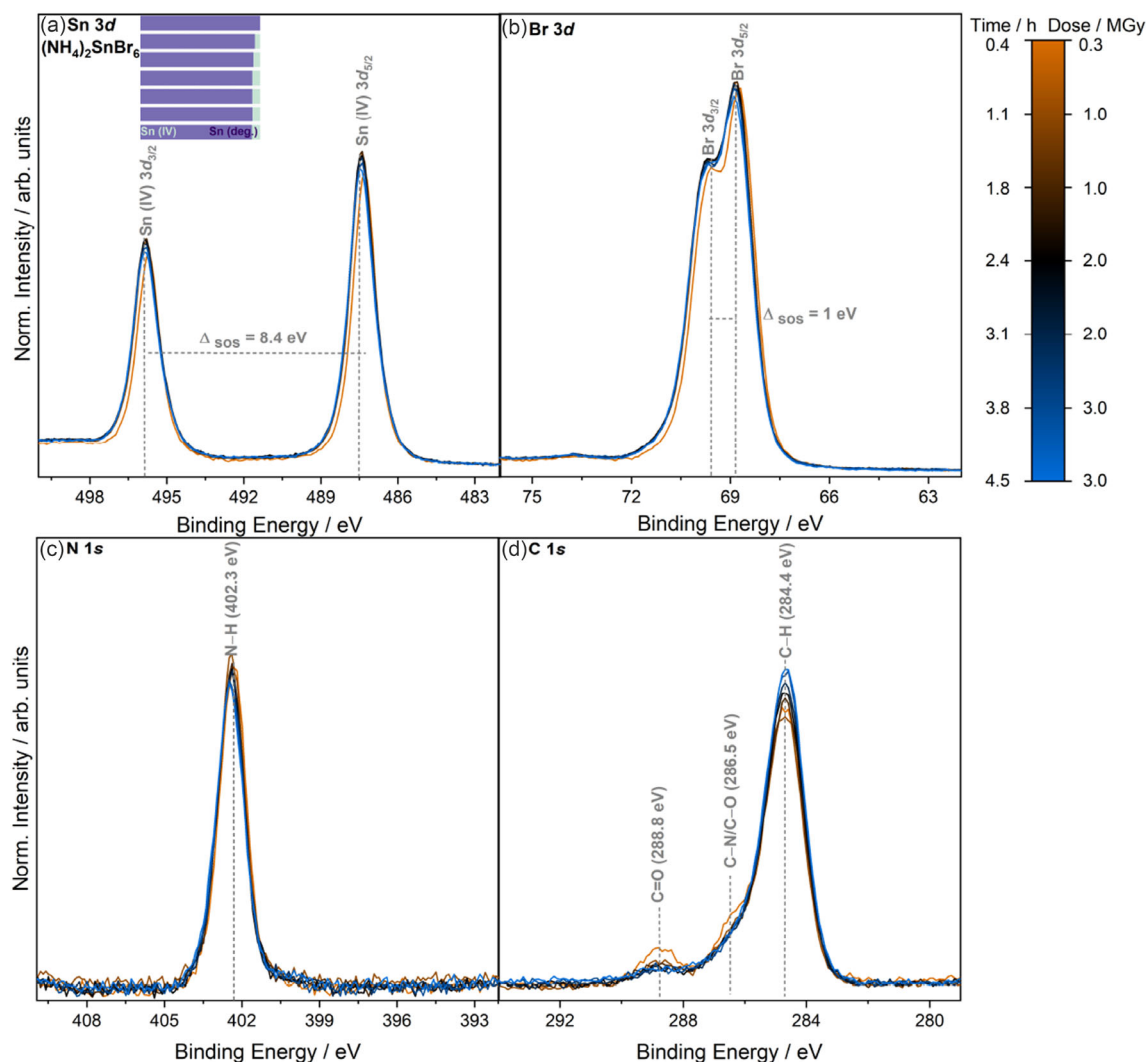 (a) Sn 3d
(NH₄)₂SnBr₆
Sn (IV)
Sn (deg.)
Sn (IV) 3d₃/₂
Sn (IV) 3d₅/₂
Δ sos = 8.4 eV
Norm. Intensity / arb. units
498 495 492 489 486 483
Binding Energy / eV
(b) Br 3d
Br 3d₃/₂
Br 3d₅/₂
Δ sos = 1 eV
75 72 69 66 63
Binding Energy / eV
Time / h Dose / MGy
0.4 0.3
1.1 1.0
1.8 1.0
2.4 2.0
3.1 2.0
3.8 3.0
4.5 3.0
(c) N 1s
N–H (402.3 eV)
Norm. Intensity / arb. units
408 405 402 399 396 393
Binding Energy / eV
(d) C 1s
C=O (288.8 eV)
C–N/C–O (286.5 eV)
C–H (284.4 eV)
292 288 284 280
Binding Energy / eV